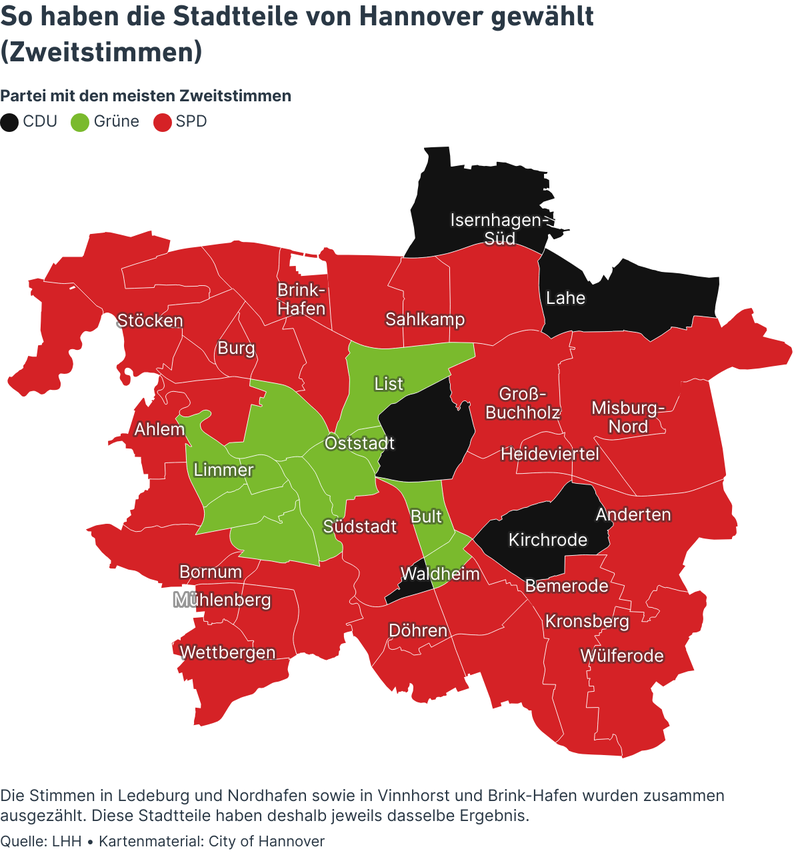 So haben die Stadtteile von Hannover gewählt
(Zweitstimmen)
Partei mit den meisten Zweitstimmen
CDU Grüne SPD
Isernhagen-
Süd
Lahe
Brink-
Hafen
Stöcken
Sahlkamp
Burg
List
Groß-
Buchholz
Misburg-
Nord
Ahlem
Oststadt
Heideviertel
Limmer
Südstadt
Bult
Anderten
Kirchrode
Bornum
Waldheim
Bemerode
Mühlenberg
Kronsberg
Döhren
Wettbergen
Wülferode
Die Stimmen in Ledeburg und Nordhafen sowie in Vinnhorst und Brink-Hafen wurden zusammen
ausgezählt. Diese Stadtteile haben deshalb jeweils dasselbe Ergebnis.
Quelle: LHH • Kartenmaterial: City of Hannover